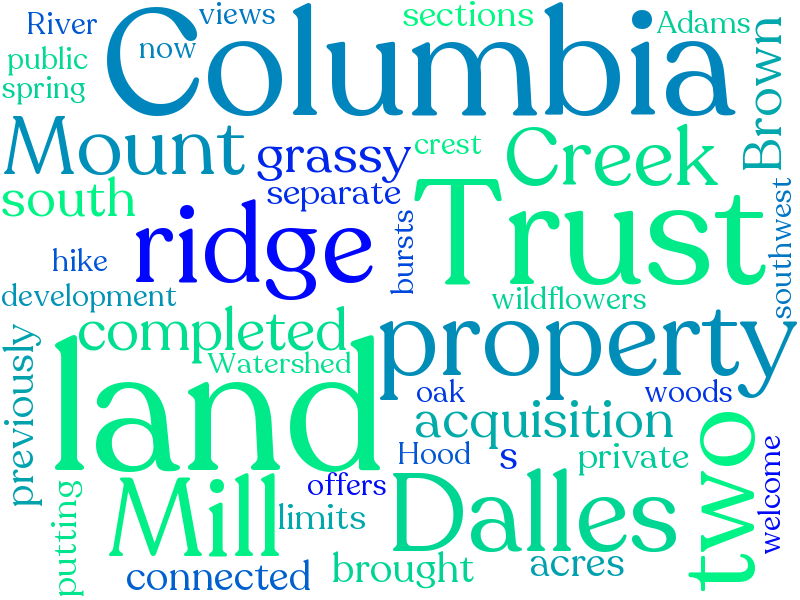 River
views
sections
Adams
Columbia
now
public
spring
Brown
Mount
grassy
crest
Creek
south
separate
Trust
southwest
ridge
bursts
hike
development
wildflowers
completed
property
previously
Watershed
land
oak
woods
acquisition
two
Hood
s
private
welcome
offers
Mill
Dalles
putting
limits
connected
brought
acres